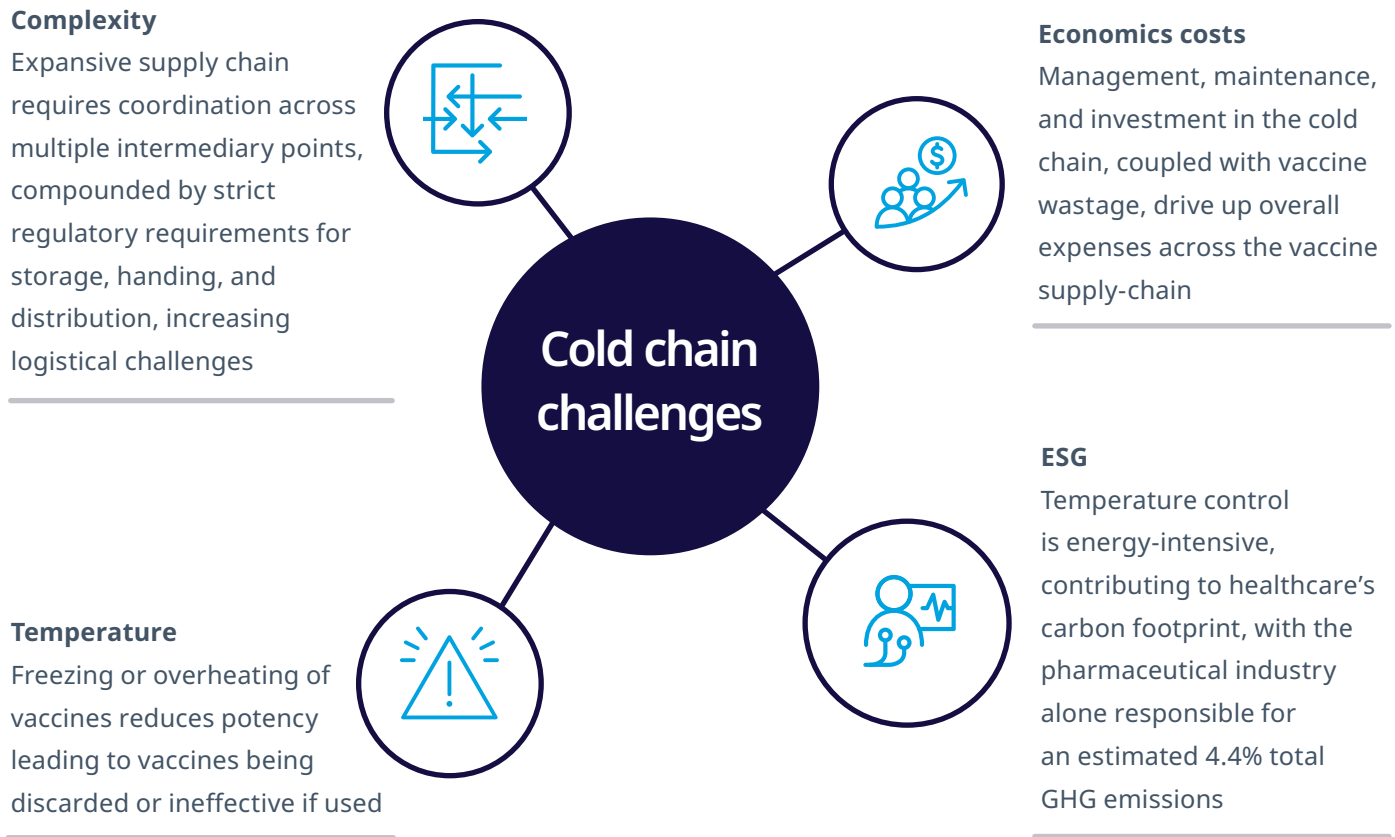 Complexity
Expansive supply chain
requires coordination across
multiple intermediary points,
compounded by strict
regulatory requirements for
storage, handing, and
distribution, increasing
logistical challenges
Economics costs
Management, maintenance,
and investment in the cold
chain, coupled with vaccine
wastage, drive up overall
expenses across the vaccine
supply-chain
$
Cold chain
challenges
Temperature
Freezing or overheating of
vaccines reduces potency
leading to vaccines being
discarded or ineffective if used
ESG
Temperature control
is energy-intensive,
contributing to healthcare’s
carbon footprint, with the
pharmaceutical industry
alone responsible for
an estimated 4.4% total
GHG emissions